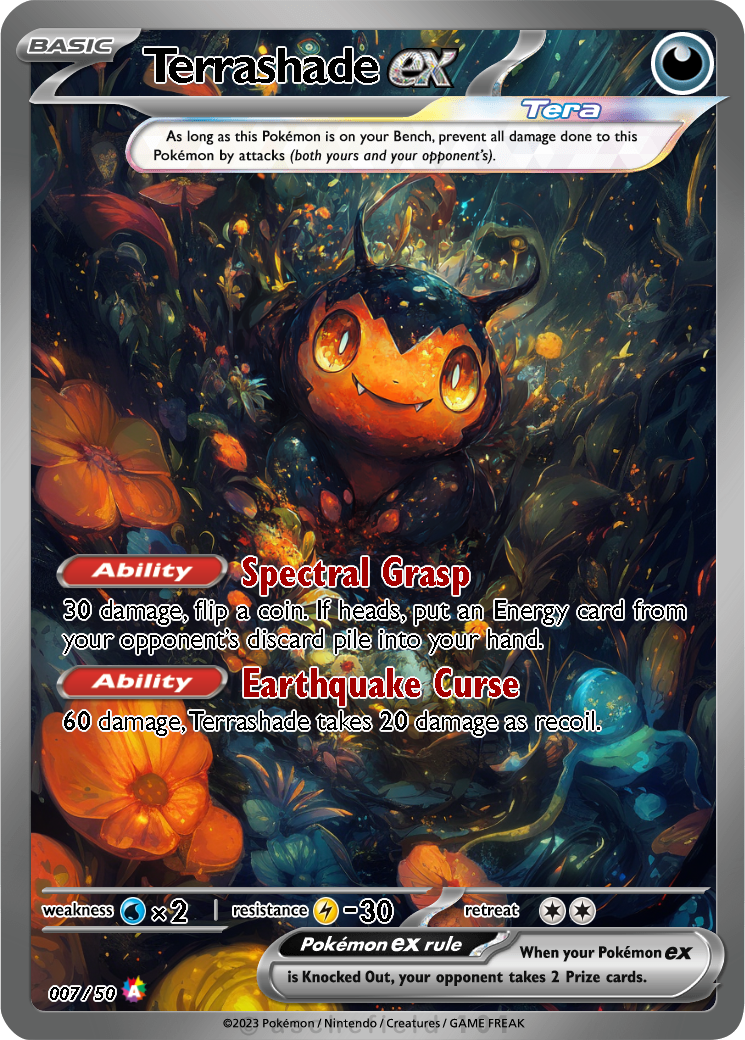 BASIC
Terrashade ex
Tera
As long as this Pokémon is on your Bench, prevent all damage done to this
Pokémon by attacks (both yours and your opponent's).
Ability Spectral Grasp
30 damage, flip a coin. If heads, put an Energy card from
your opponent's discard pile into your hand.
Ability Earthquake Curse
60 damage, Terrashade takes 20 damage as recoil.
weakness ×2 resistance -30 retreat
Pokémon ex rule
When your Pokémon ex
is Knocked Out, your opponent takes 2 Prize cards.
007 / 50 A
©2023 Pokémon / Nintendo / Creatures / GAME FREAK